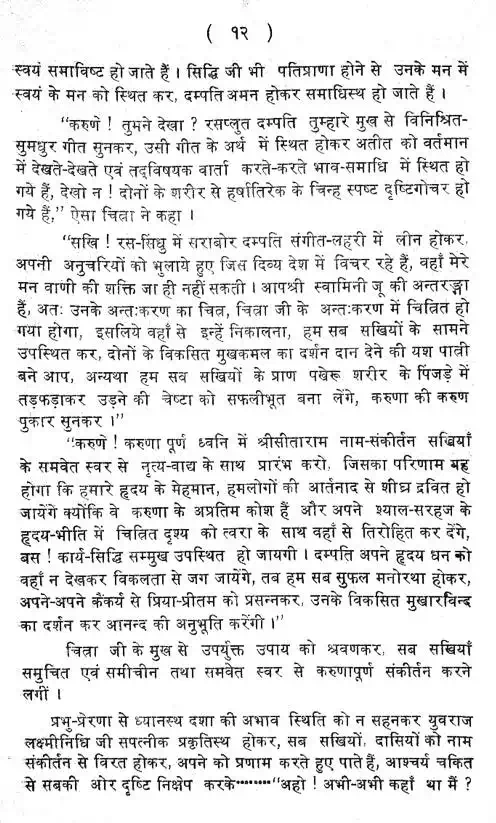 ( १२ )
स्वयं समाविष्ट हो जाते हैं । सिद्धि जी भी पतिप्राणा होने से उनके मन में
स्वयं के मन को स्थित कर, दम्पति अमन होकर समाधिस्थ हो जाते हैं ।
“करुणे ! तुमने देखा ? रसप्लुत दम्पति तुम्हारे मुख से विनिश्रित-
सुमधुर गीत सुनकर, उसी गीत के अर्थ में स्थित होकर अतीत को वर्तमान
में देखते-देखते एवं तद्विषयक वार्ता करते-करते भाव-समाधि में स्थित हो
गये हैं, देखो न ! दोनों के शरीर से हर्षातिरेक के चिन्ह स्पष्ट दृष्टिगोचर हो
गये हैं,” ऐसा चित्रा ने कहा ।
“सखि ! रस-सिंधु में सराबोर दम्पति संगीत-लहरी में लीन होकर,
अपनी अनुचरियों को भुलाये हुए जिस दिव्य देश में विचर रहे हैं, वहाँ मेरे
मन वाणी की शक्ति जा ही नहीं सकती । आपश्री स्वामिनी जू की अन्तरङ्गा
हैं, अतः उनके अन्तःकरण का चित्र, चित्रा जी के अन्तःकरण में चित्रित हो
गया होगा, इसलिये वहाँ से इन्हें निकालना, हम सब सखियों के सामने
उपस्थित कर, दोनों के विकसित मुखकमल का दर्शन दान देने की यश पात्री
बने आप, अन्यथा हम सब सखियों के प्राण पखेरू शरीर के पिंजड़े में
तड़फड़ाकर उड़ने की चेष्टा को सफलीभूत बना लेंगे, करुणा की करुण
पुकार सुनकर ।”
“करुणे ! करुणा पूर्ण ध्वनि में श्रीसीताराम नाम-संकीर्तन सखियाँ
के समवेत स्वर से नृत्य-वाद्य के साथ प्रारंभ करो, जिसका परिणाम यह
होगा कि हमारे हृदय के मेहमान, हमलोगों की आर्तनाद से शीघ्र द्रवित हो
जायेंगे क्योंकि वे करुणा के अप्रतिम कोश हैं और अपने श्याल-सरहज के
हृदय-भीति में चित्रित दृश्य को त्वरा के साथ वहाँ से तिरोहित कर देंगे,
बस ! कार्य-सिद्धि सम्मुख उपस्थित हो जायगी । दम्पति अपने हृदय धन को
वहाँ न देखकर विकलता से जग जायेंगे, तब हम सब सुफल मनोरथा होकर,
अपने-अपने कैंकर्य से प्रिया-प्रीतम को प्रसन्नकर, उनके विकसित मुखारविन्द
का दर्शन कर आनन्द की अनुभूति करेंगी ।”
चित्रा जी के मुख से उपर्युक्त उपाय को श्रवणकर, सब सखियाँ
समुचित एवं समीचीन तथा समवेत स्वर से करुणापूर्ण संकीर्तन करने
लगीं ।
प्रभु-प्रेरणा से ध्यानस्थ दशा की अभाव स्थिति को न सहनकर युवराज
लक्ष्मीनिधि जी सपत्नीक प्रकृतिस्थ होकर, सब सखियों, दासियों को नाम
संकीर्तन से विरत होकर, अपने को प्रणाम करते हुए पाते हैं, आश्चर्य चकित
से सबकी ओर दृष्टि निक्षेप करके·········“अहो ! अभी-अभी कहाँ था मैं ?